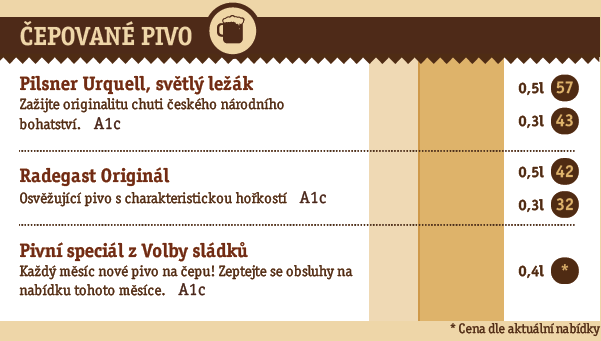 ČEPOVANÉ PIVO
Pilsner Urquell, světlý ležák
Zažijte originalitu chuti českého národního
bohatství. A1c
0,5l 57
0,3l 43
Radegast Originál
Osvěžující pivo s charakteristickou hořkostí A1c
0,5l 42
0,3l 32
Pivní speciál z Volby sládků
Každý měsíc nové pivo na čepu! Zeptejte se obsluhy na
nabídku tohoto měsíce. A1c
0,4l *
* Cena dle aktuální nabídky